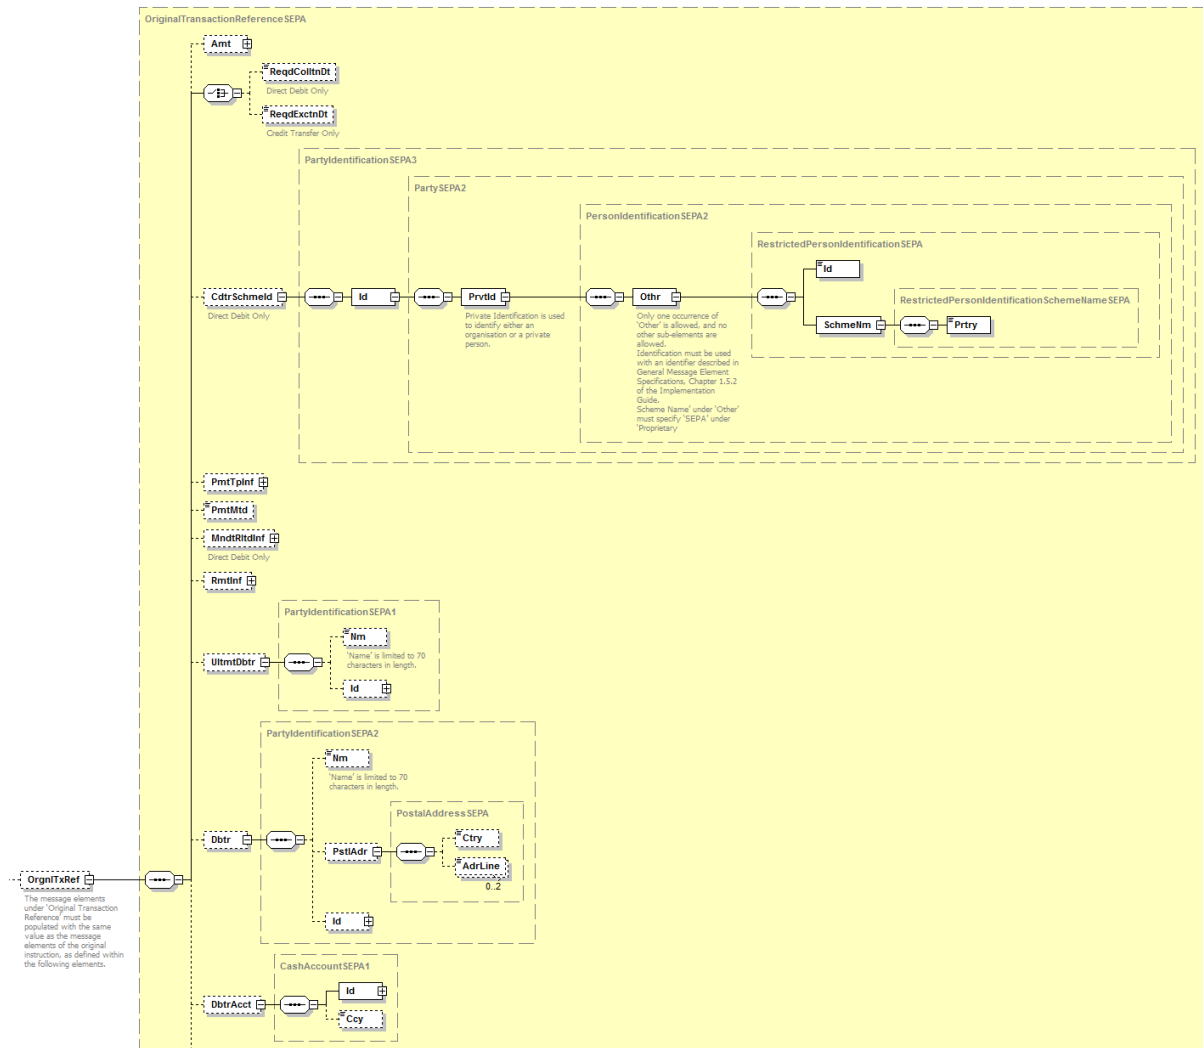 OriginalTransactionReferenceSEPA
Amt
ReqdColltnDt
Direct Debit Only
ReqdExctnDt
Credit Transfer Only
PartyIdentificationSEPA3
PartySEPA2
PersonIdentificationSEPA2
RestrictedPersonIdentificationSEPA
Id
CdtrSchmeId
Direct Debit Only
Id
PrvtId
Private Identification is used
to identify either an
organisation or a private
person.
Othr
Only one occurrence of
'Other' is allowed, and no
other sub-elements are
allowed.
Identification must be used
with an identifier described in
General Message Element
Specifications, Chapter 1.5.2
of the Implementation
Guide.
Scheme Name' under 'Other'
must specify 'SEPA' under
'Proprietary
RestrictedPersonIdentificationSchemeNameSEPA
SchmeNm
Prtry
PmtTpInf
PmtMtd
MndtRltdInf
Direct Debit Only
RmtInf
PartyIdentificationSEPA1
UltmtDbtr
Nm
'Name' is limited to 70
characters in length.
Id
PartyIdentificationSEPA2
Nm
'Name' is limited to 70
characters in length.
PostalAddressSEPA
Dbtr
PstlAdr
Ctry
AdrLine
0..2
Id
OrgnlTxRef
The message elements
under 'Original Transaction
Reference' must be
populated with the same
value as the message
elements of the original
instruction, as defined within
the following elements.
CashAccountSEPA1
DbtrAcct
Id
Ccy